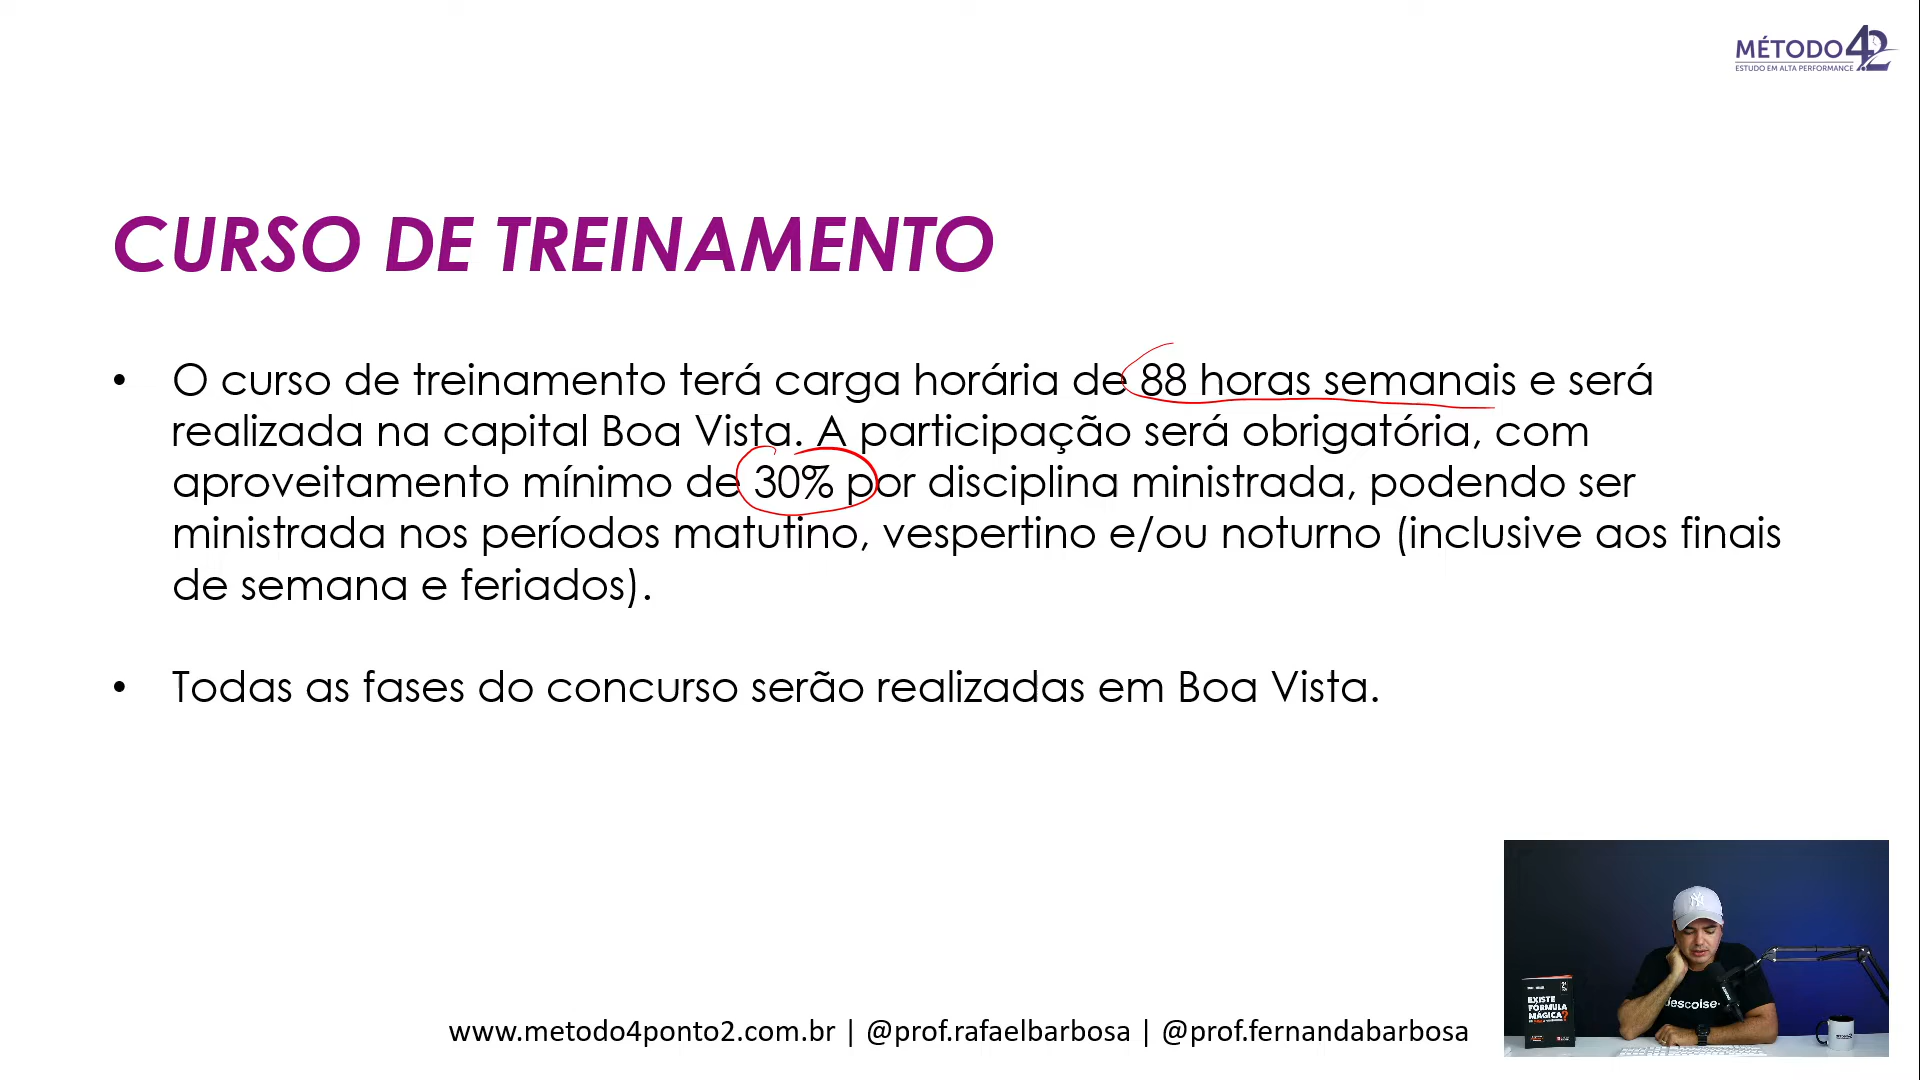 MÉTODO 4.2
ESTUDO EM ALTA PERFORMANCE
CURSO DE TREINAMENTO
• O curso de treinamento terá carga horária de 88 horas semanais e será
realizada na capital Boa Vista. A participação será obrigatória, com
aproveitamento mínimo de 30% por disciplina ministrada, podendo ser
ministrada nos períodos matutino, vespertino e/ou noturno (inclusive aos finais
de semana e feriados).
• Todas as fases do concurso serão realizadas em Boa Vista.
EXISTE
FÓRMULA
MÁGICA?
www.metodo4ponto2.com.br | @prof.rafaelbarbosa | @prof.fernandabarbosa